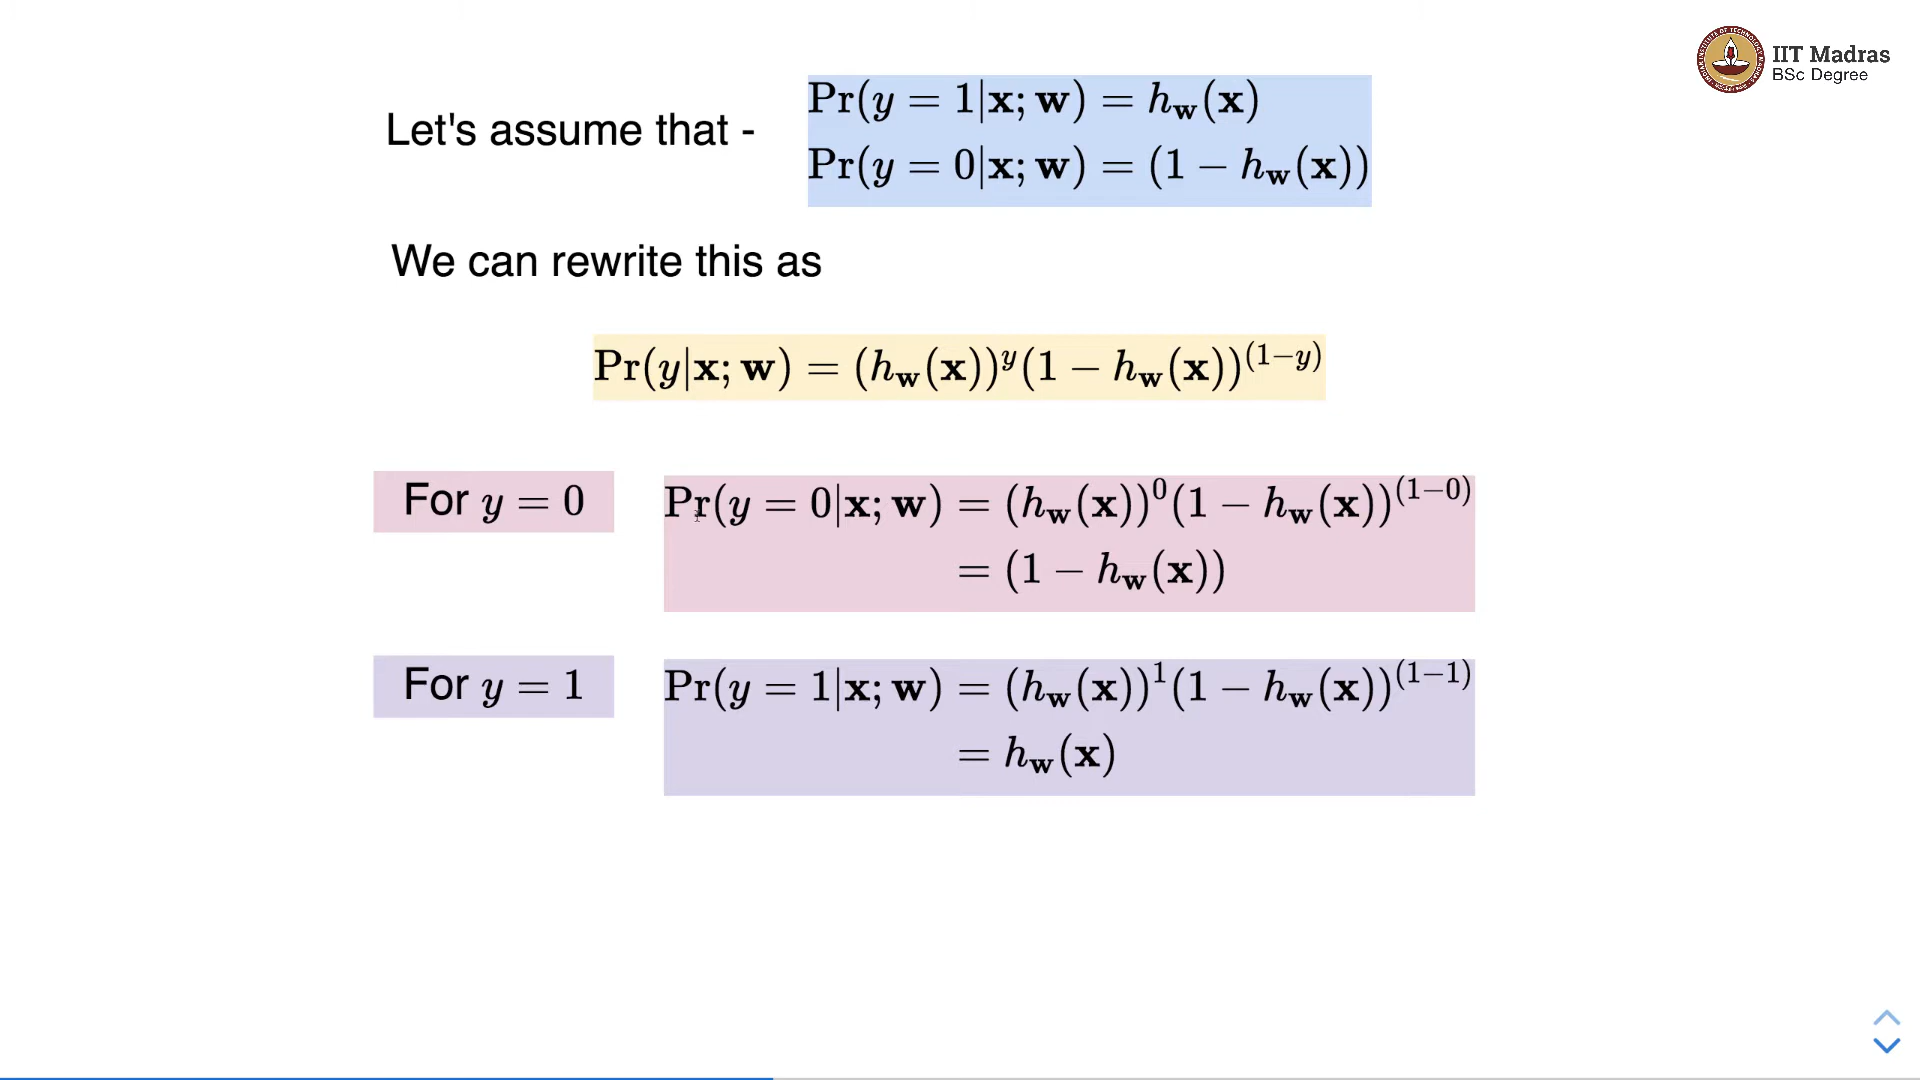 IIT Madras
BSc Degree
Let's assume that -
Pr(y = 1|x; w) = h_w(x)
Pr(y = 0|x; w) = (1 − h_w(x))
We can rewrite this as
Pr(y|x; w) = (h_w(x))^y (1 − h_w(x))^(1−y)
For y = 0
Pr(y = 0|x; w) = (h_w(x))^0 (1 − h_w(x))^(1−0)
= (1 − h_w(x))
For y = 1
Pr(y = 1|x; w) = (h_w(x))^1 (1 − h_w(x))^(1−1)
= h_w(x)